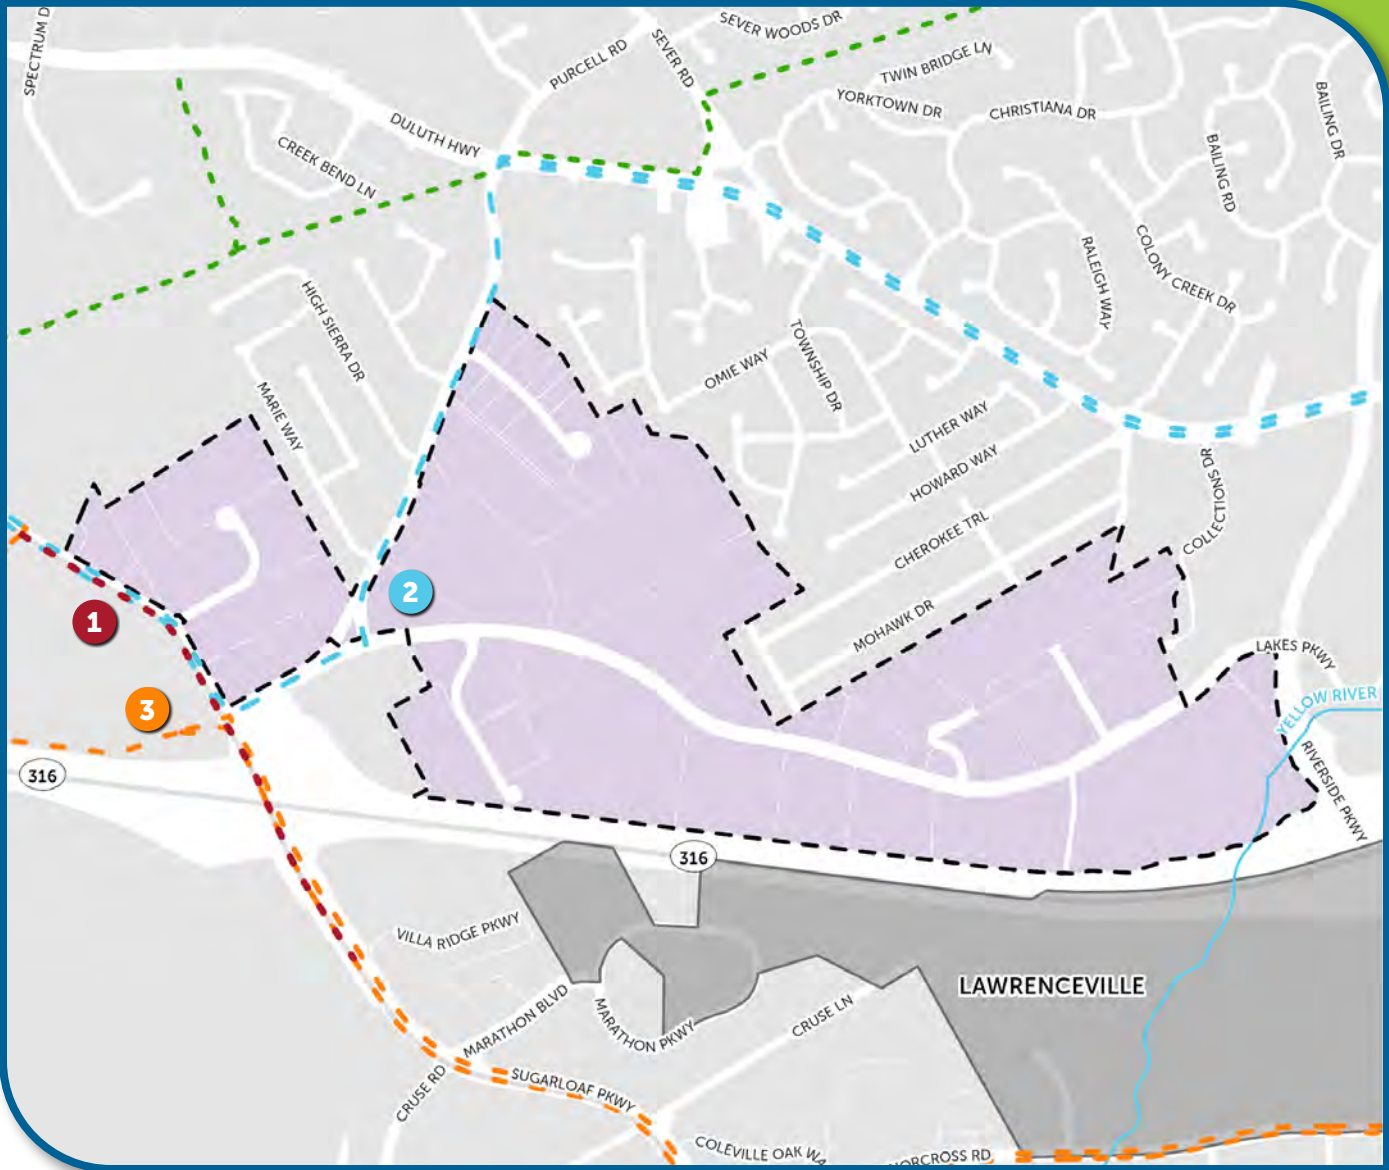 SEVER WOODS DR
SPECTRUM D
PURCELL RD
SEVER RD
TWIN BRIDGE LN
YORKTOWN DR
CHRISTIANA DR
BAILING DR
DULUTH HWY
CREEK BEND LN
BAILING RD
COLONY CREEK DR
RALEIGH WAY
HIGH SIERRA DR
TOWNSHIP DR
OMIE WAY
MARIE WAY
LUTHER WAY
HOWARD WAY
COLLECTIONS DR
CHEROKEE TRL
2
1
MOHAWK DR
LAKES PKWY
YELLOW RIVER
3
316
RIVERSIDE PKWY
316
VILLA RIDGE PKWY
LAWRENCEVILLE
MARATHON BLVD
MARATHON PKWY
CRUSE LN
CRUSE RD
SUGARLOAF PKWY
COLEVILLE OAK WA
NORCROSS RD